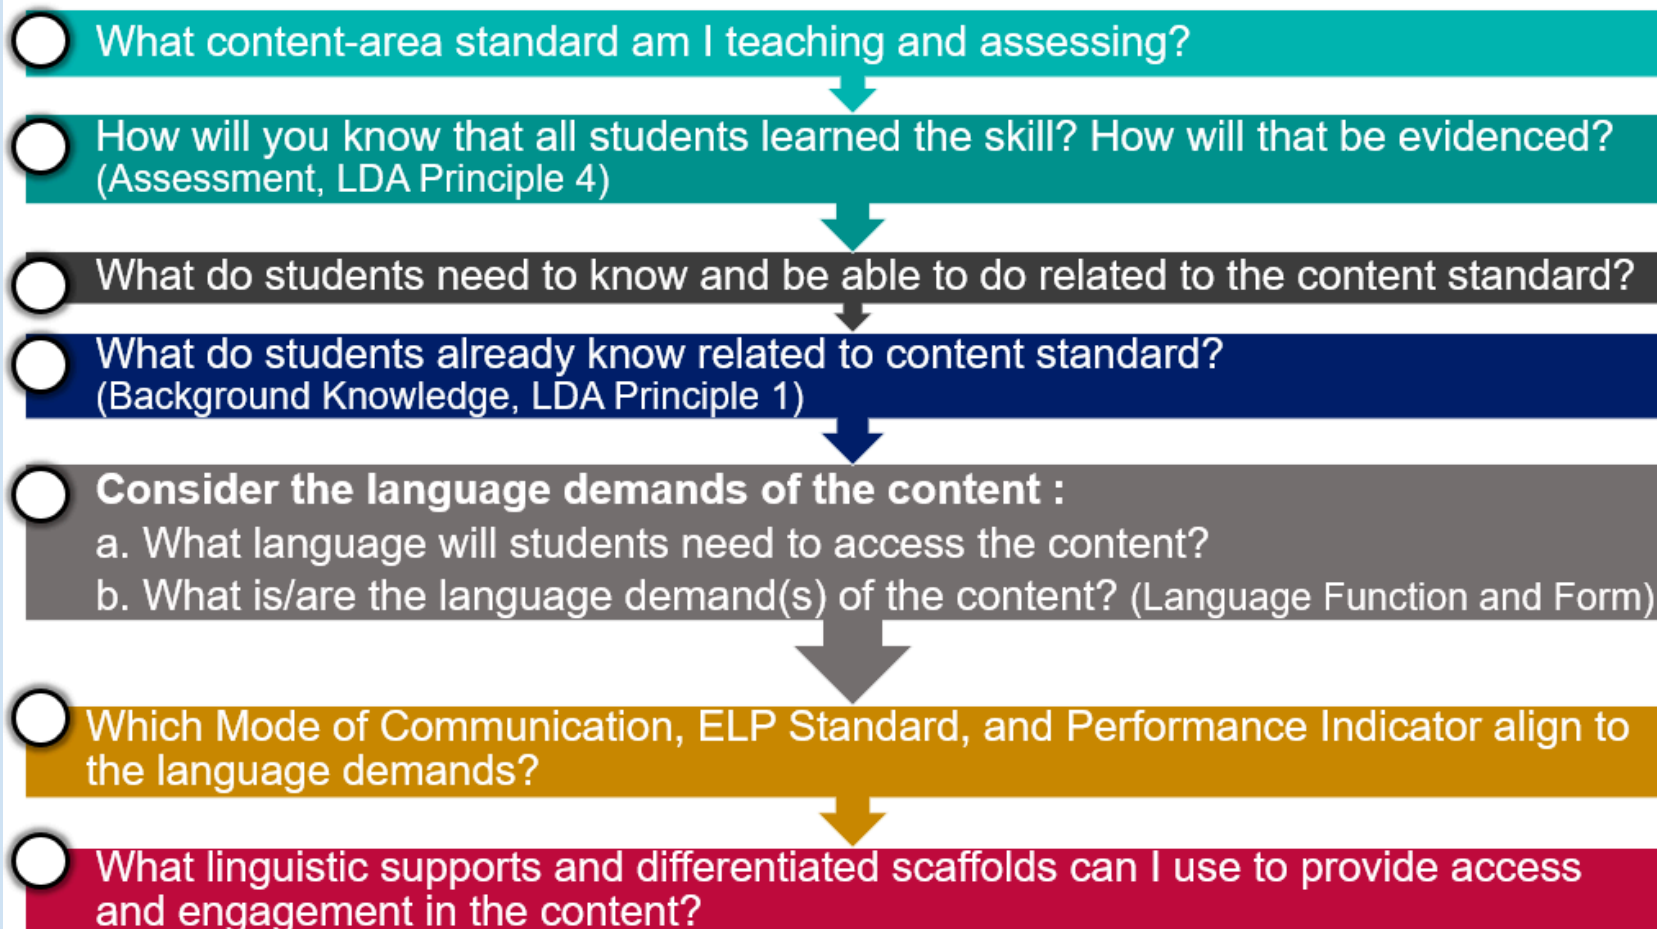 What content-area standard am I teaching and assessing?
How will you know that all students learned the skill? How will that be evidenced?
(Assessment, LDA Principle 4)
What do students need to know and be able to do related to the content standard?
What do students already know related to content standard?
(Background Knowledge, LDA Principle 1)
Consider the language demands of the content :
a. What language will students need to access the content?
b. What is/are the language demand(s) of the content? (Language Function and Form)
Which Mode of Communication, ELP Standard, and Performance Indicator align to
the language demands?
What linguistic supports and differentiated scaffolds can I use to provide access
and engagement in the content?